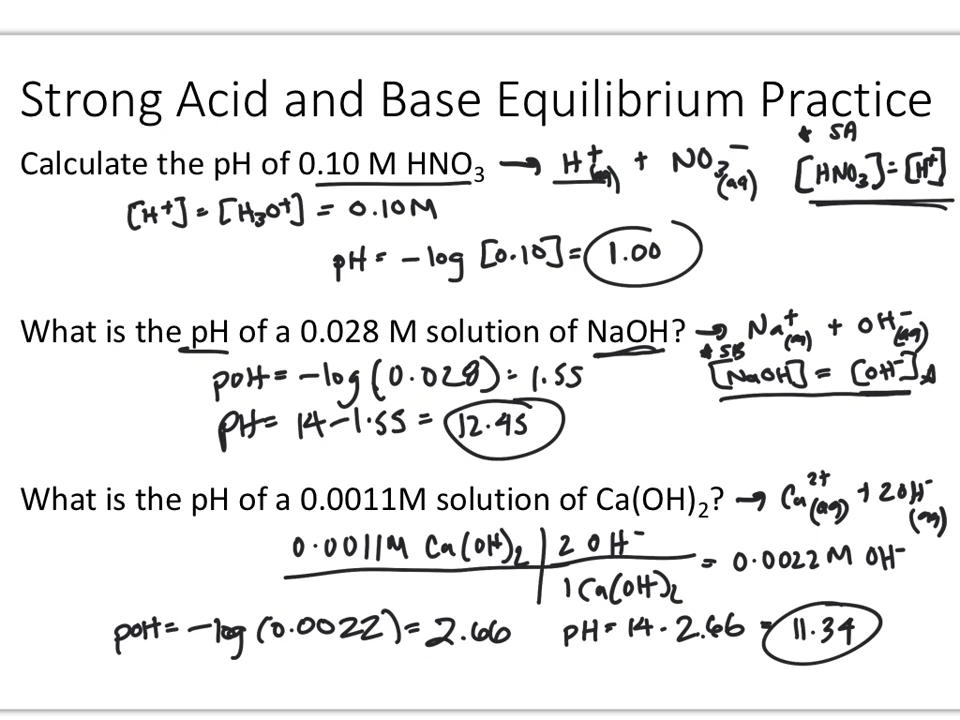 Strong Acid and Base Equilibrium Practice
* SA
Calculate the pH of 0.10 M HNO₃ → H⁺(aq) + NO₃⁻(aq) [HNO₃] = [H⁺]
[H⁺] = [H₃O⁺] = 0.10M
pH = -log [0.10] = 1.00
What is the pH of a 0.028 M solution of NaOH? → Na⁺(aq) + OH⁻(aq)
* SB
pOH = -log(0.028) = 1.55 [NaOH] = [OH⁻]
pH = 14 - 1.55 = 12.45
What is the pH of a 0.0011M solution of Ca(OH)₂? → Ca²⁺(aq) + 2OH⁻(aq)
0.0011M Ca(OH)₂ | 2 OH⁻ = 0.0022 M OH⁻
1 Ca(OH)₂
pOH = -log(0.0022) = 2.66 pH = 14 - 2.66 = 11.34